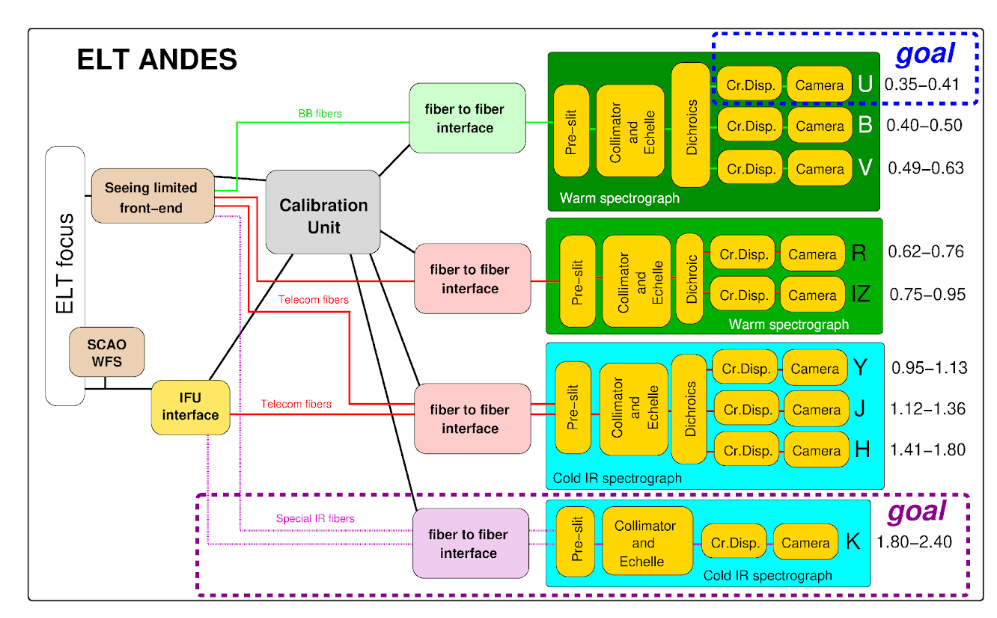 ELT ANDES
goal
BB fibers
fiber to fiber
interface
Pre-slit
Collimator
and
Echelle
Dichroics
Cr.Disp.
Camera
U
0.35-0.41
Cr.Disp.
Camera
B
0.40-0.50
Cr.Disp.
Camera
V
0.49-0.63
Warm spectrograph
ELT focus
Seeing limited
front-end
Calibration
Unit
fiber to fiber
interface
Pre-slit
Collimator
and
Echelle
Dichroic
Cr.Disp.
Camera
R
0.62-0.76
Cr.Disp.
Camera
IZ
0.75-0.95
Warm spectrograph
Telecom fibers
SCAO
WFS
IFU
interface
Telecom fibers
fiber to fiber
interface
Pre-slit
Collimator
and
Echelle
Dichroics
Cr.Disp.
Camera
Y
0.95-1.13
Cr.Disp.
Camera
J
1.12-1.36
Cr.Disp.
Camera
H
1.41-1.80
Cold IR spectrograph
goal
Special IR fibers
fiber to fiber
interface
Pre-slit
Collimator
and
Echelle
Cr.Disp.
Camera
K
1.80-2.40
Cold IR spectrograph